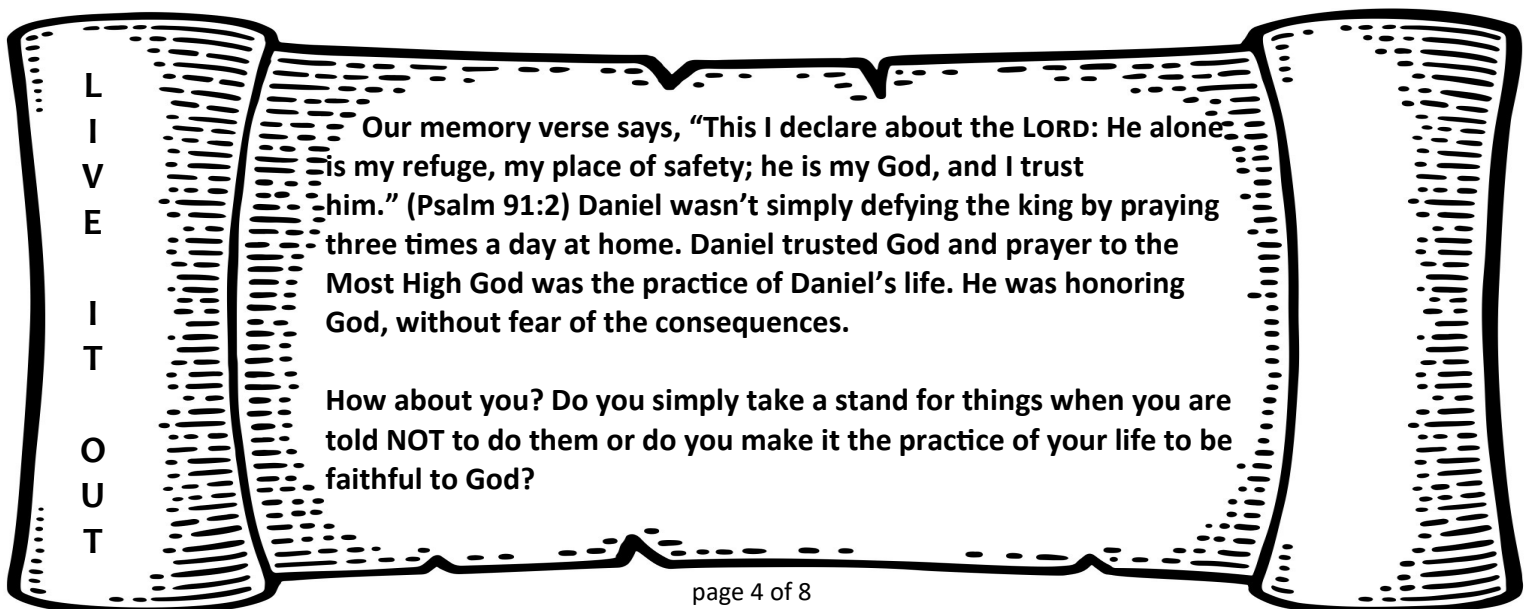 L
I
V
E
I
T
O
U
T
Our memory verse says, “This I declare about the LORD: He alone
is my refuge, my place of safety; he is my God, and I trust
him.” (Psalm 91:2) Daniel wasn’t simply defying the king by praying
three times a day at home. Daniel trusted God and prayer to the
Most High God was the practice of Daniel’s life. He was honoring
God, without fear of the consequences.
How about you? Do you simply take a stand for things when you are
told NOT to do them or do you make it the practice of your life to be
faithful to God?
page 4 of 8